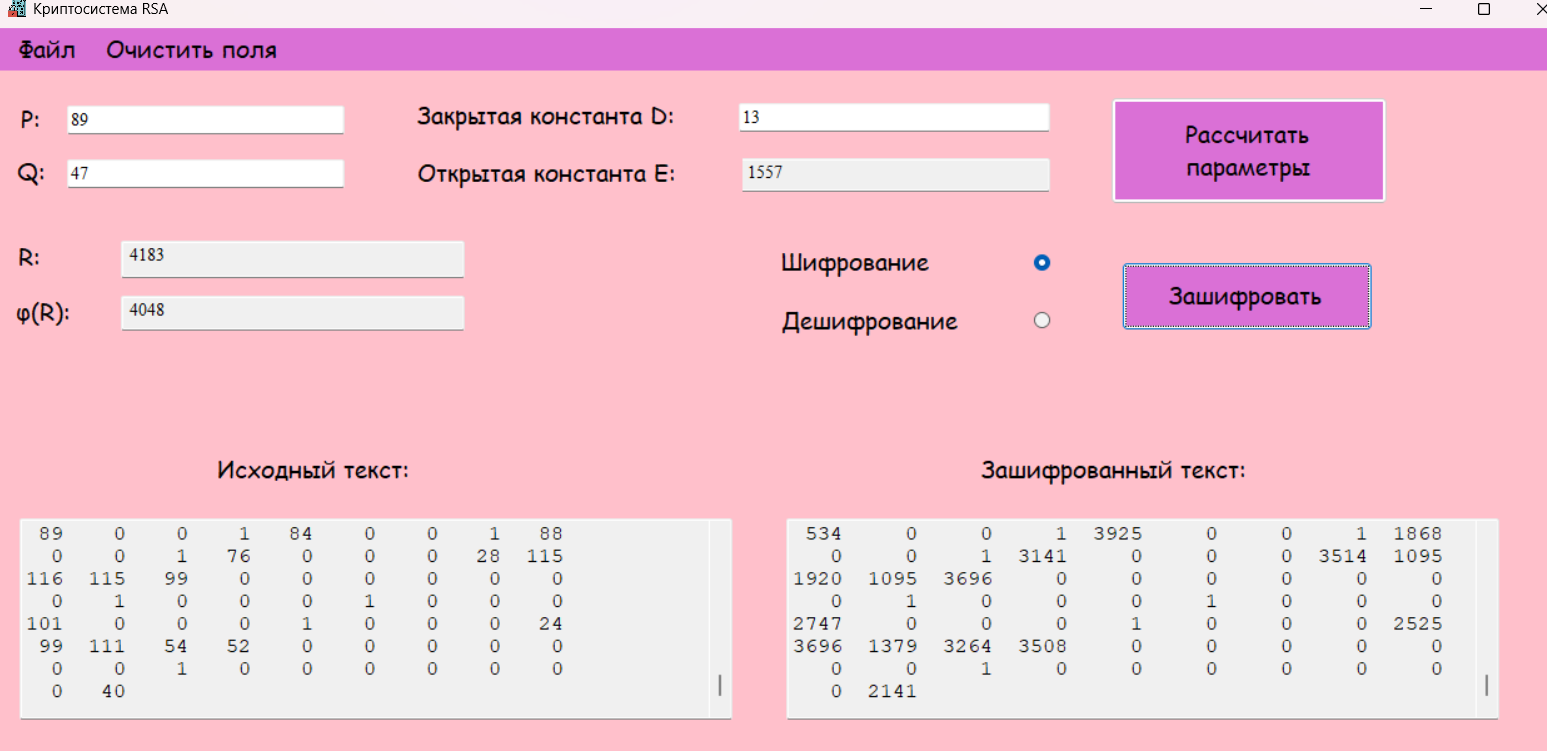 Криптосистема RSA
Файл Очистить поля
P: 89
Закрытая константа D: 13
Рассчитать
параметры
Q: 47
Открытая константа E: 1557
R: 4183
φ(R): 4048
Шифрование
Дешифрование
Зашифровать
Исходный текст:
89 0 0 1 84 0 0 1 88
0 0 1 76 0 0 0 28 115
116 115 99 0 0 0 0 0 0
0 1 0 0 0 1 0 0 0
101 0 0 0 1 0 0 0 24
99 111 54 52 0 0 0 0 0
0 0 1 0 0 0 0 0 0
0 40
Зашифрованный текст:
534 0 0 1 3925 0 0 1 1868
0 0 1 3141 0 0 0 3514 1095
1920 1095 3696 0 0 0 0 0 0
0 1 0 0 0 1 0 0 0
2747 0 0 0 1 0 0 0 2525
3696 1379 3264 3508 0 0 0 0 0
0 0 1 0 0 0 0 0 0
0 2141